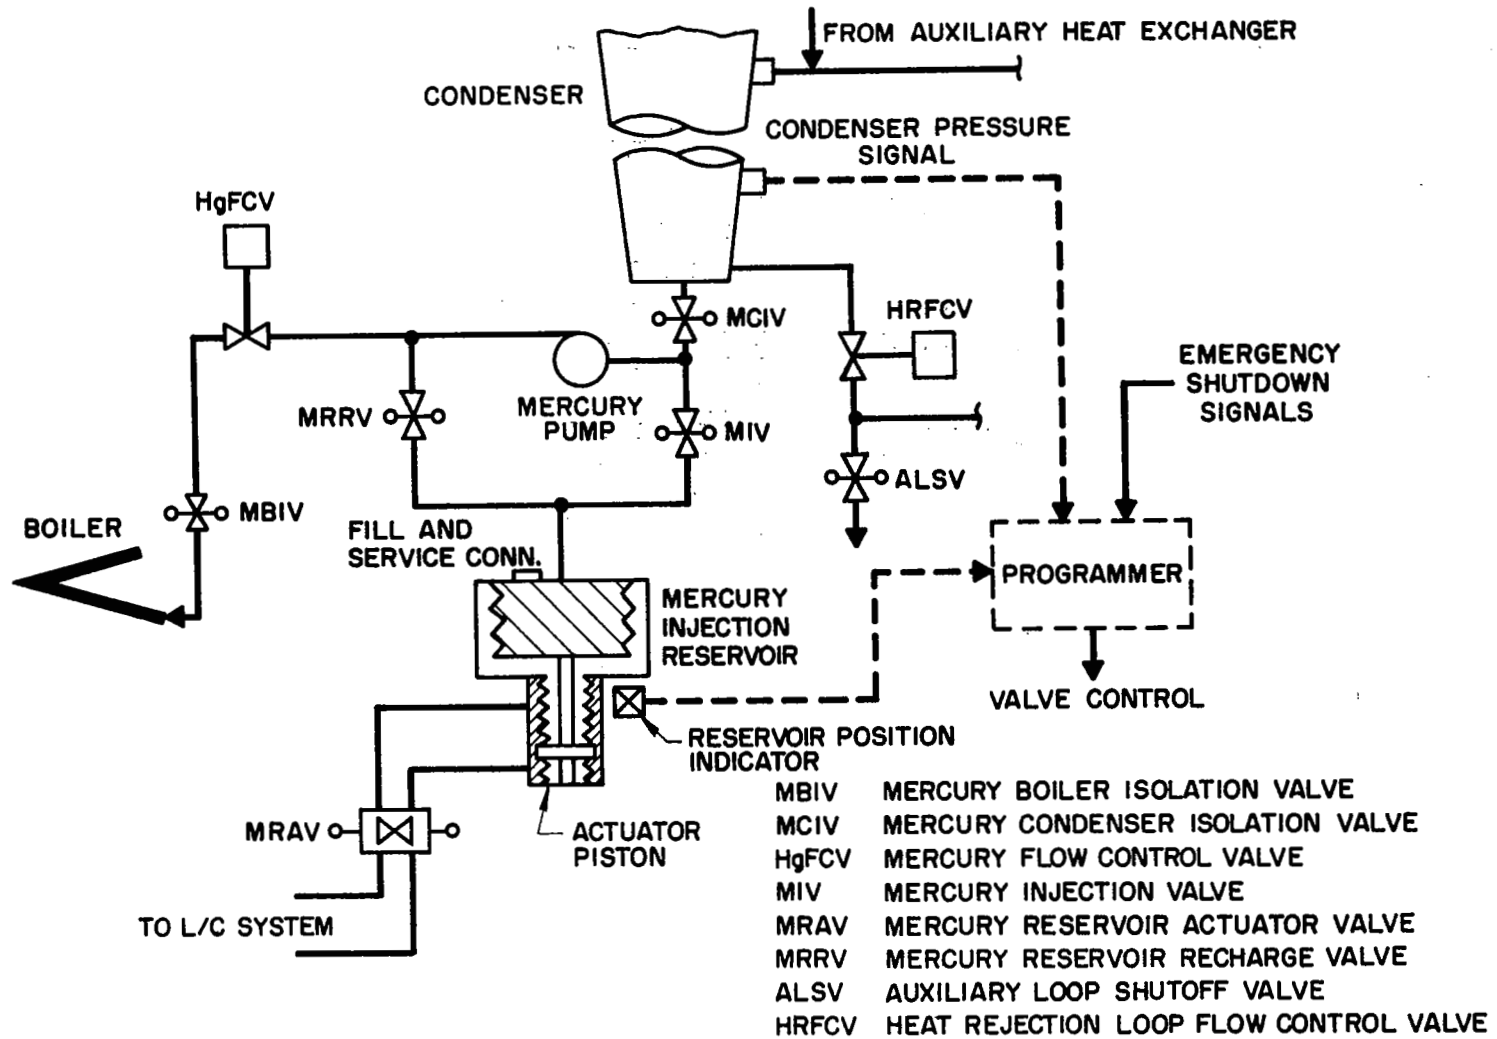 FROM AUXILIARY HEAT EXCHANGER
CONDENSER
CONDENSER PRESSURE
SIGNAL
HgFCV
MCIV
HRFCV
EMERGENCY
SHUTDOWN
SIGNALS
MRRV
MERCURY
PUMP
MIV
ALSV
BOILER
MBIV
FILL AND
SERVICE CONN.
PROGRAMMER
MERCURY
INJECTION
RESERVOIR
VALVE CONTROL
RESERVOIR POSITION
INDICATOR
MRAV
ACTUATOR
PISTON
TO L/C SYSTEM
MBIV MERCURY BOILER ISOLATION VALVE
MCIV MERCURY CONDENSER ISOLATION VALVE
HgFCV MERCURY FLOW CONTROL VALVE
MIV MERCURY INJECTION VALVE
MRAV MERCURY RESERVOIR ACTUATOR VALVE
MRRV MERCURY RESERVOIR RECHARGE VALVE
ALSV AUXILIARY LOOP SHUTOFF VALVE
HRFCV HEAT REJECTION LOOP FLOW CONTROL VALVE